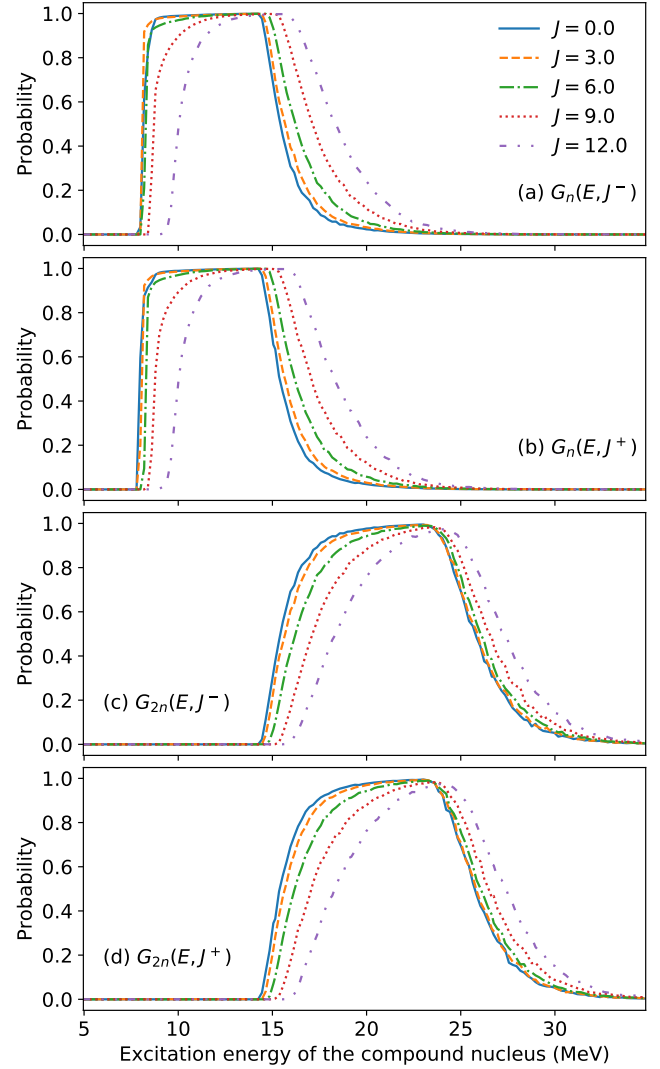 1.0
0.8
0.6
0.4
0.2
0.0
Probability
J = 0.0
J = 3.0
J = 6.0
J = 9.0
J = 12.0
(a) Gₙ(E, J⁻)
1.0
0.8
0.6
0.4
0.2
0.0
Probability
(b) Gₙ(E, J⁺)
1.0
0.8
0.6
0.4
0.2
0.0
Probability
(c) G₂ₙ(E, J⁻)
1.0
0.8
0.6
0.4
0.2
0.0
Probability
(d) G₂ₙ(E, J⁺)
5 10 15 20 25 30
Excitation energy of the compound nucleus (MeV)